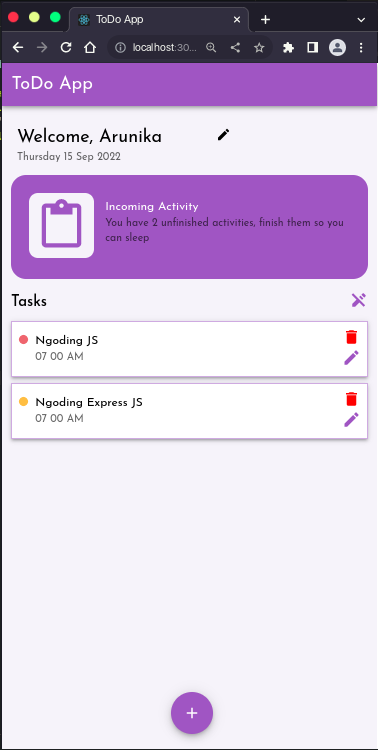 ToDo App
localhost:30...
ToDo App
Welcome, Arunika
Thursday 15 Sep 2022
Incoming Activity
You have 2 unfinished activities, finish them so you
can sleep
Tasks
Ngoding JS
07 00 AM
Ngoding Express JS
07 00 AM